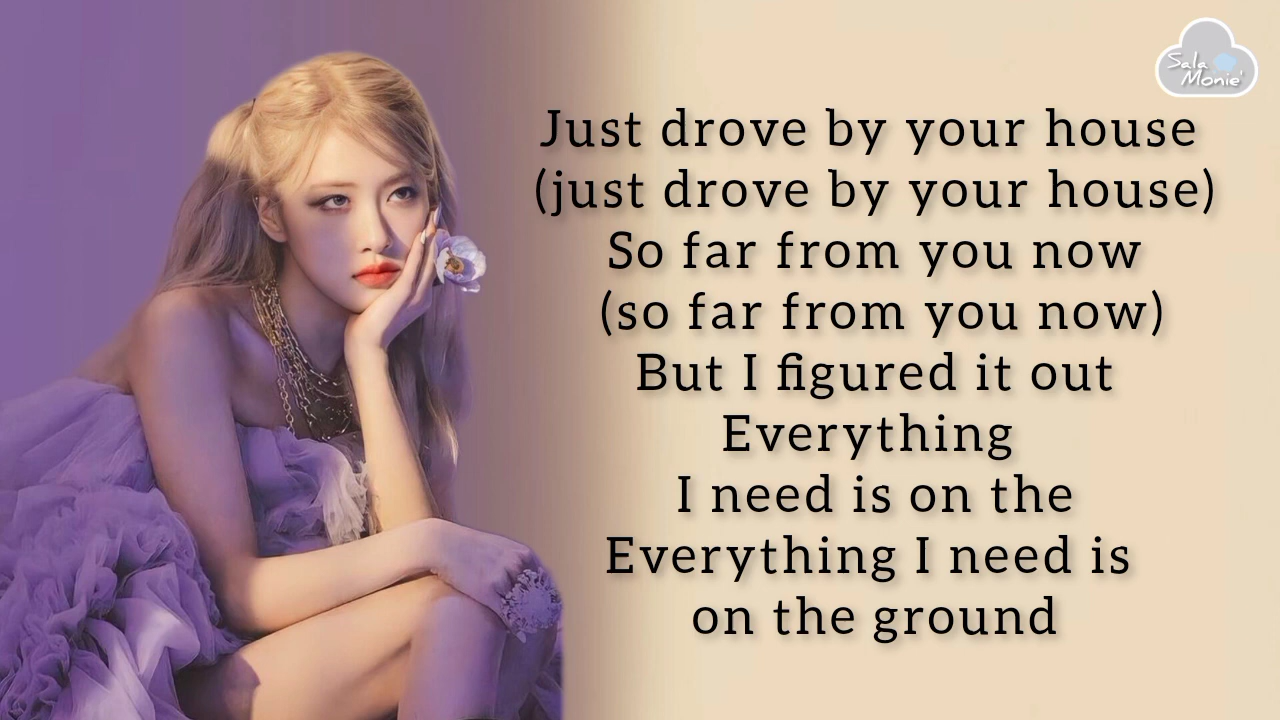 Sala
Monie'
Just drove by your house
(just drove by your house)
So far from you now
(so far from you now)
But I figured it out
Everything
I need is on the
Everything I need is
on the ground